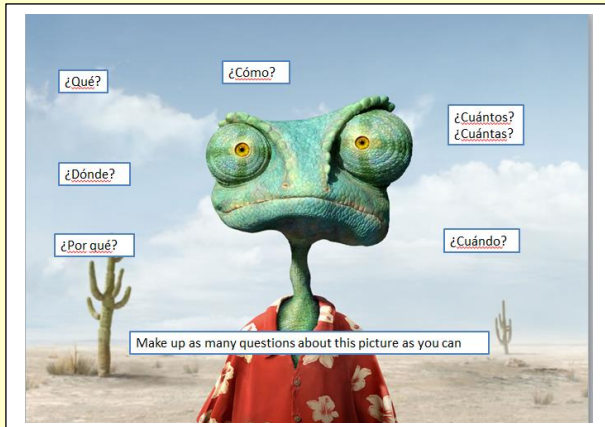 ¿Qué?
¿Cómo?
¿Cuántos?
¿Cuántas?
¿Dónde?
¿Por qué?
¿Cuándo?
Make up as many questions about this picture as you can